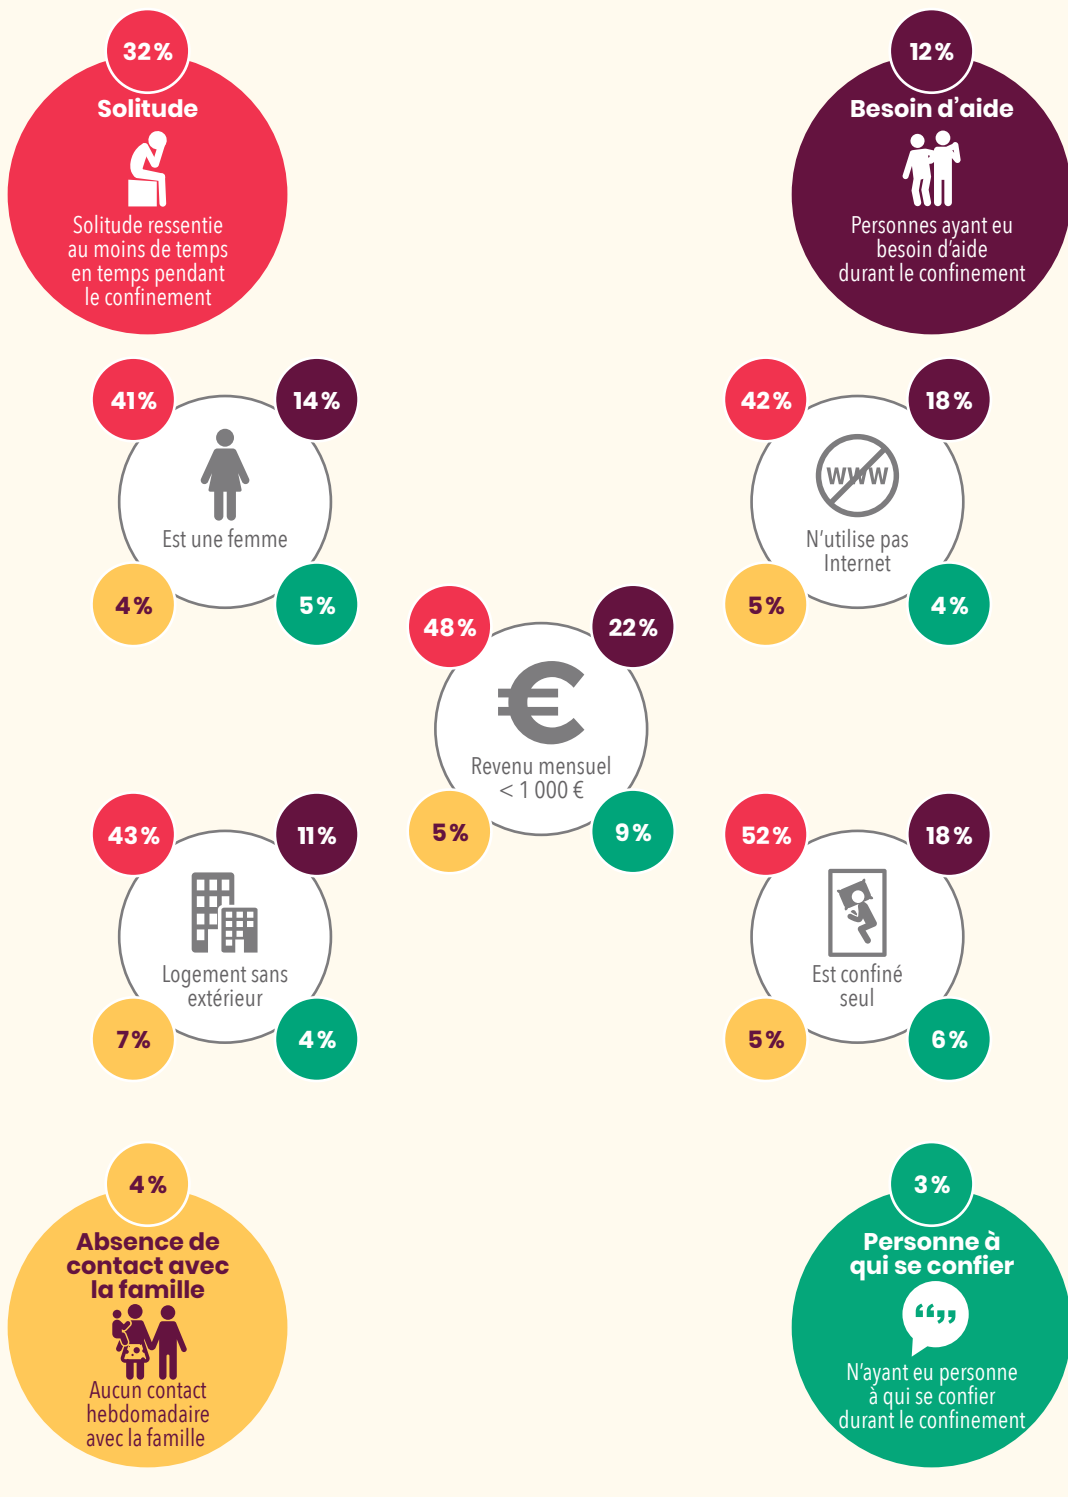 32%
Solitude
Solitude ressentie
au moins de temps
en temps pendant
le confinement
12%
Besoin d'aide
Personnes ayant eu
besoin d'aide
durant le confinement
41%
14%
Est une femme
4%
5%
42%
18%
www
N'utilise pas
Internet
5%
4%
48%
22%
€
Revenu mensuel
< 1 000 €
5%
9%
43%
11%
Logement sans
extérieur
7%
4%
52%
18%
Est confiné
seul
5%
6%
4%
Absence de
contact avec
la famille
Aucun contact
hebdomadaire
avec la famille
3%
Personne à
qui se confier
N'ayant eu personne
à qui se confier
durant le confinement